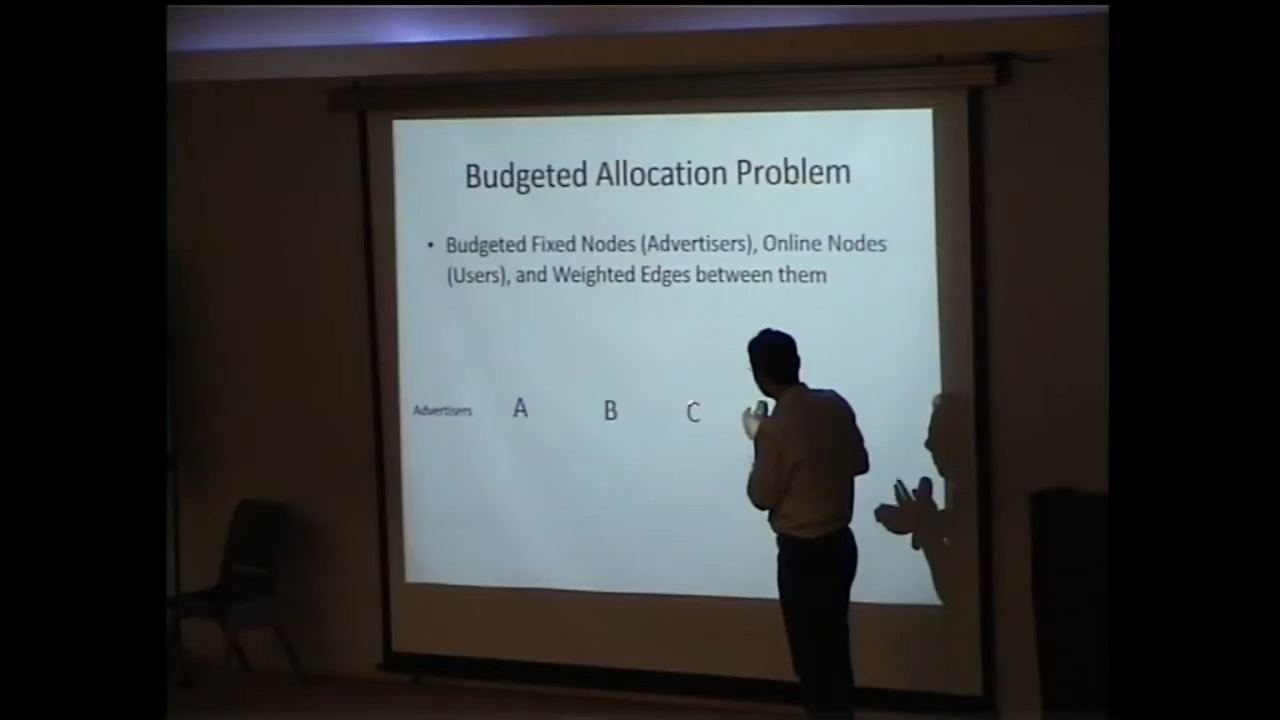 Budgeted Allocation Problem
• Budgeted Fixed Nodes (Advertisers), Online Nodes
(Users), and Weighted Edges between them
Advertisers A B C